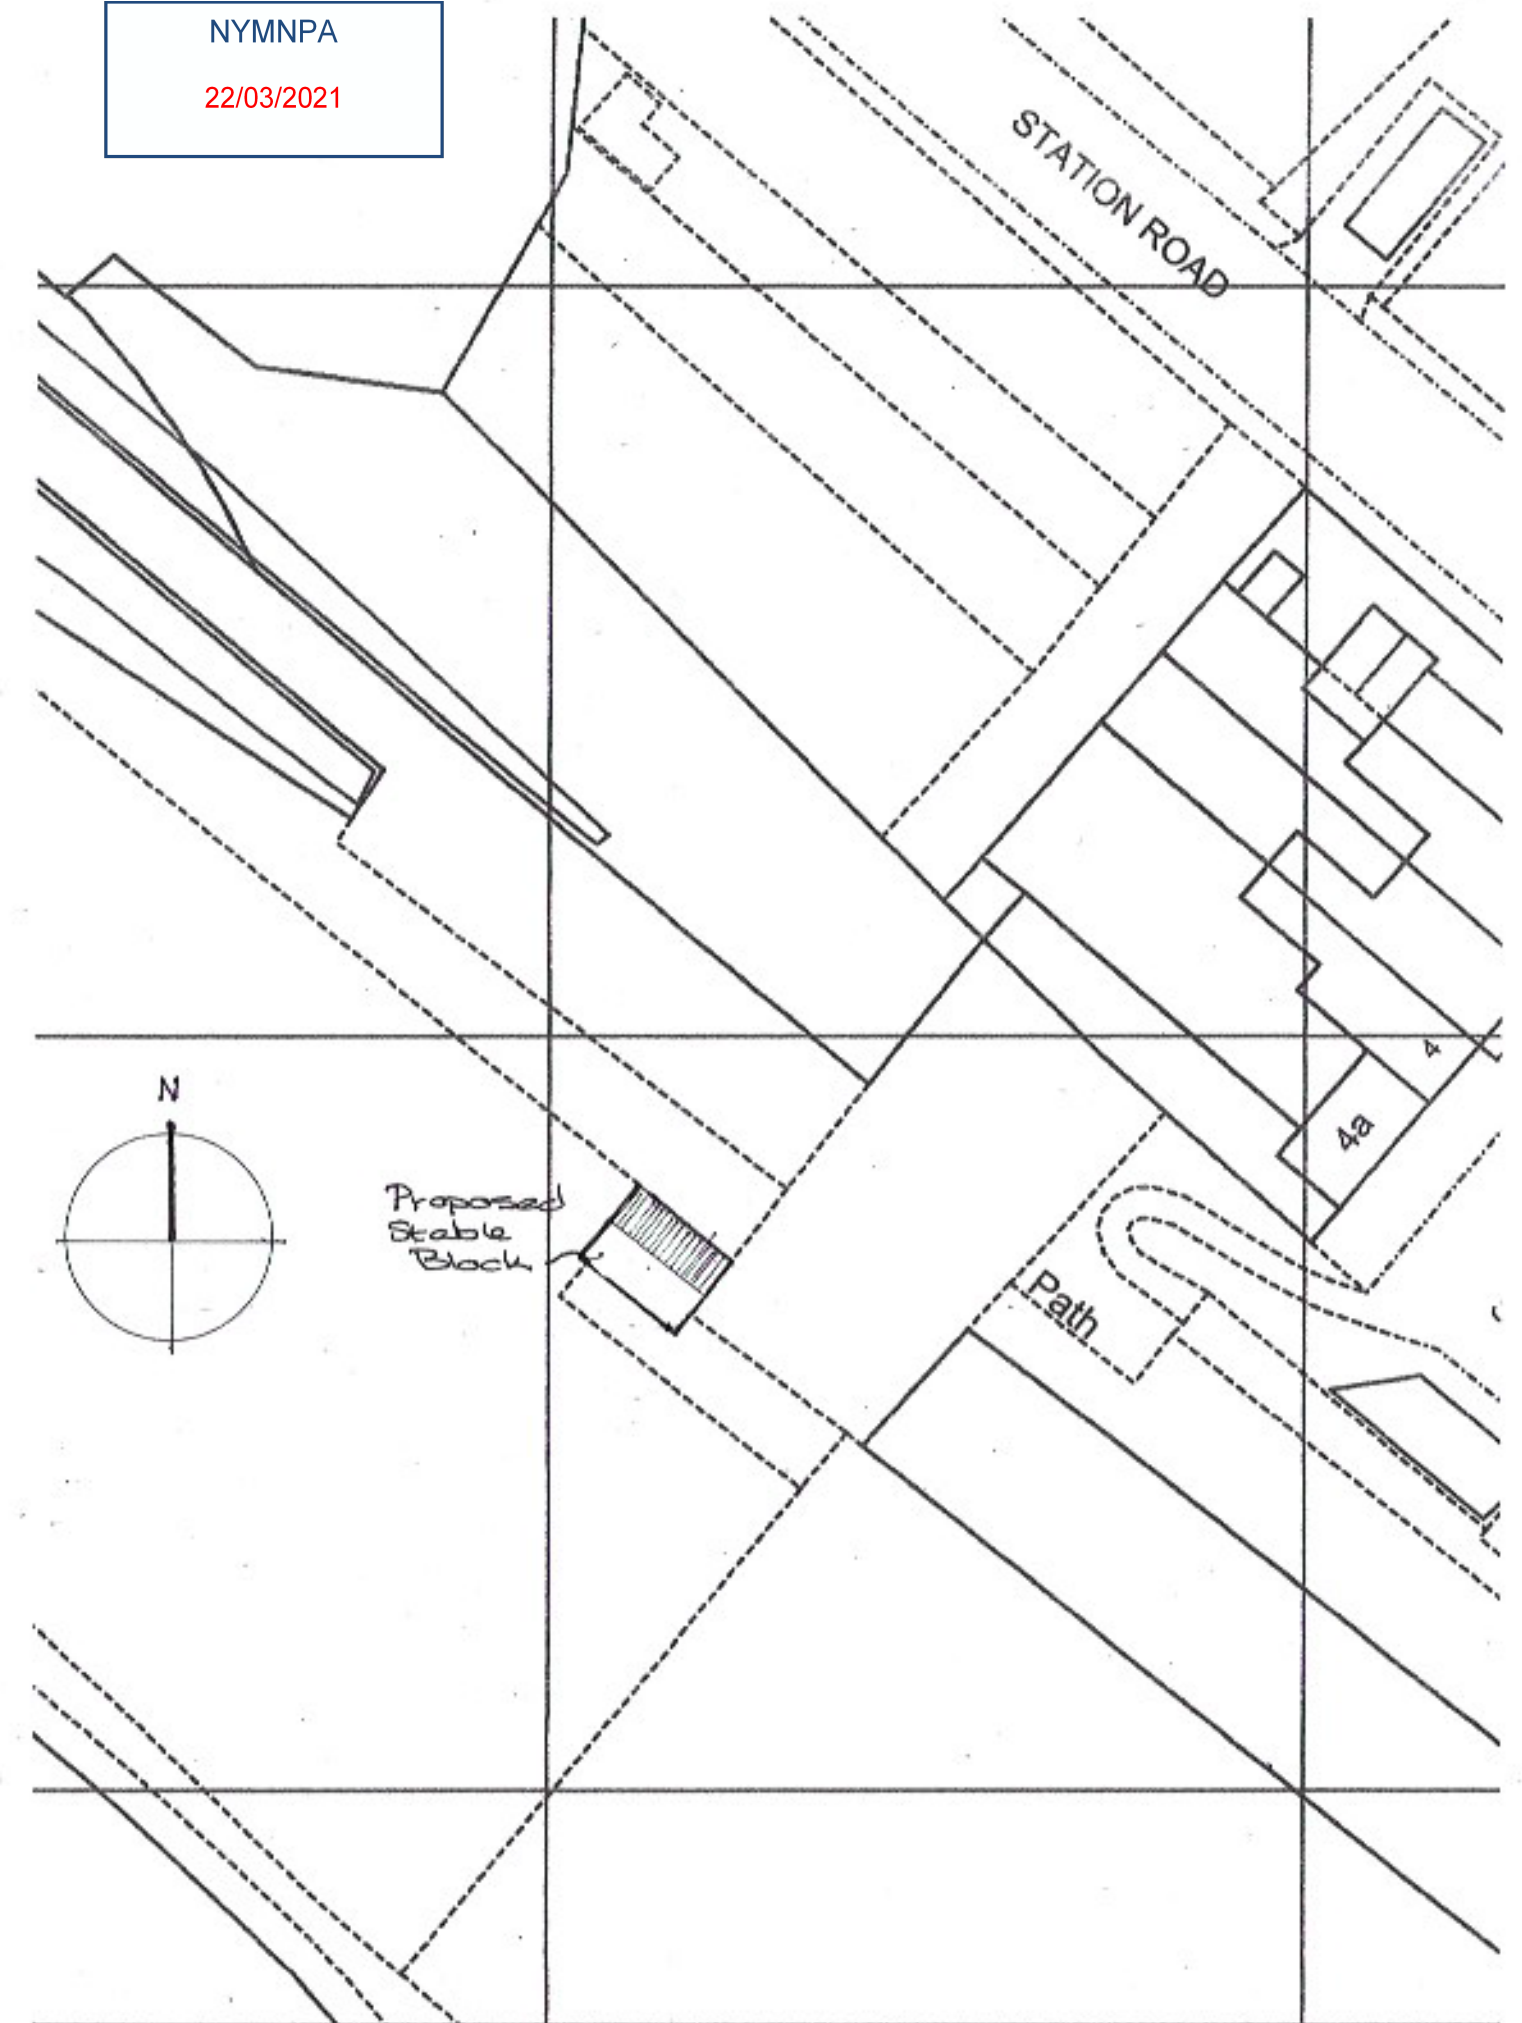 NYMNPA
22/03/2021
STATION ROAD
4
4a
N
Proposed
Stable
Block
Path